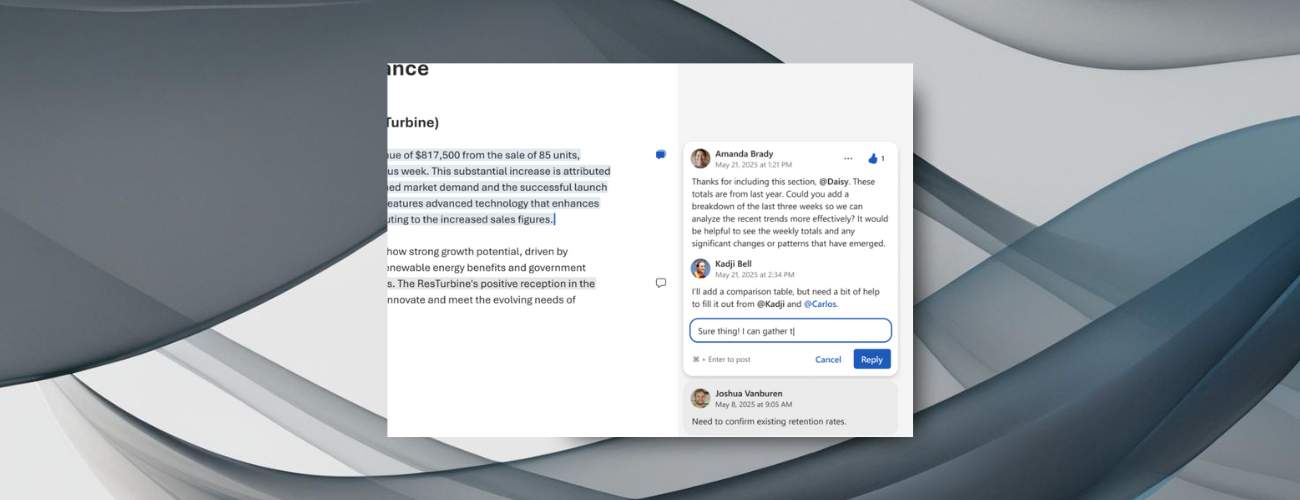 ance
Turbine)
nue of $817,500 from the sale of 85 units,
us week. This substantial increase is attributed
ned market demand and the successful launch
eatures advanced technology that enhances
uting to the increased sales figures.
how strong growth potential, driven by
enewable energy benefits and government
s. The ResTurbine's positive reception in the
nnovate and meet the evolving needs of
Amanda Brady
May 21, 2025 at 1:21 PM
1
Thanks for including this section, @Daisy. These
totals are from last year. Could you add a
breakdown of the last three weeks so we can
analyze the recent trends more effectively? It would
be helpful to see the weekly totals and any
significant changes or patterns that have emerged.
Kadji Bell
May 21, 2025 at 2:34 PM
I'll add a comparison table, but need a bit of help
to fill it out from @Kadji and @Carlos.
Sure thing! I can gather t
⌘ + Enter to post
Cancel
Reply
Joshua Vanburen
May 8, 2025 at 9:05 AM
Need to confirm existing retention rates.